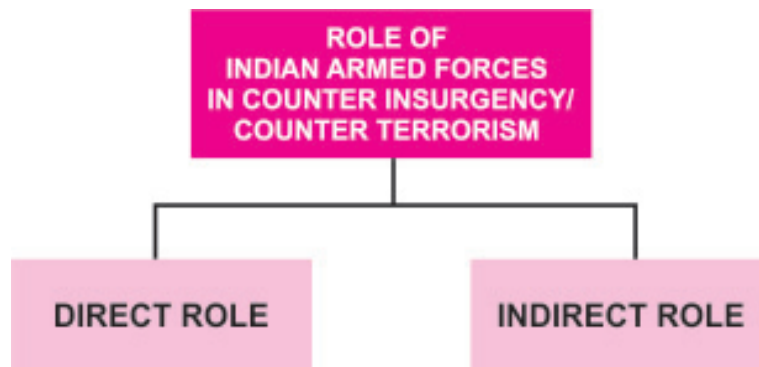 ROLE OF
INDIAN ARMED FORCES
IN COUNTER INSURGENCY/
COUNTER TERRORISM
DIRECT ROLE
INDIRECT ROLE